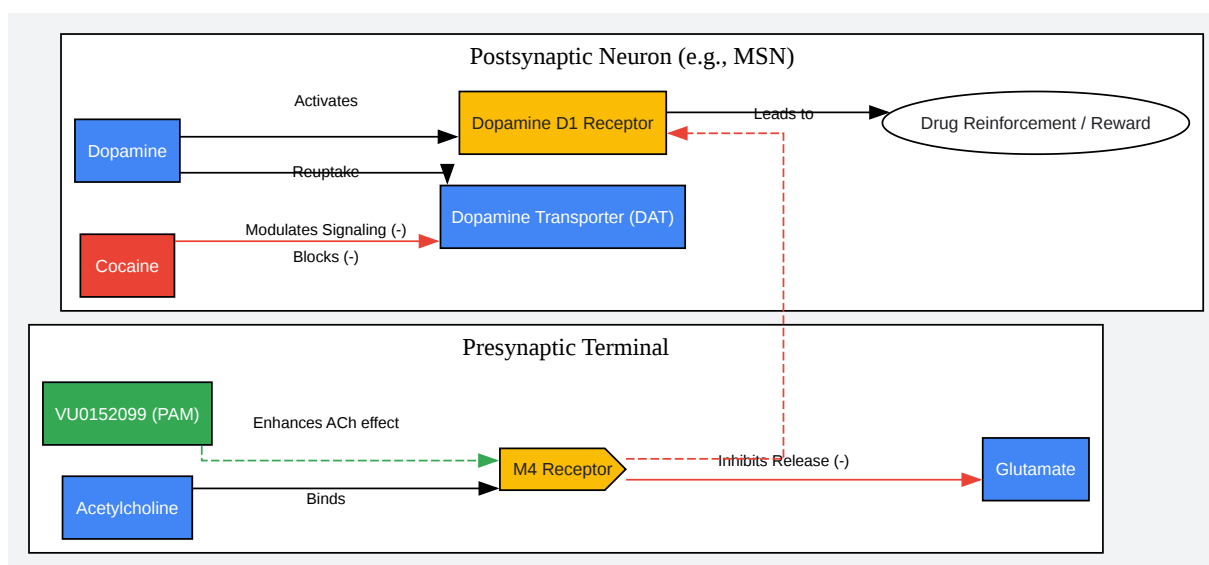 Postsynaptic Neuron (e.g., MSN)
Activates
Dopamine
Dopamine D1 Receptor
Leads to
Drug Reinforcement / Reward
Reuptake
Dopamine Transporter (DAT)
Modulates Signaling (-)
Cocaine
Blocks (-)
Presynaptic Terminal
VU0152099 (PAM)
Enhances ACh effect
M4 Receptor
Inhibits Release (-)
Glutamate
Acetylcholine
Binds